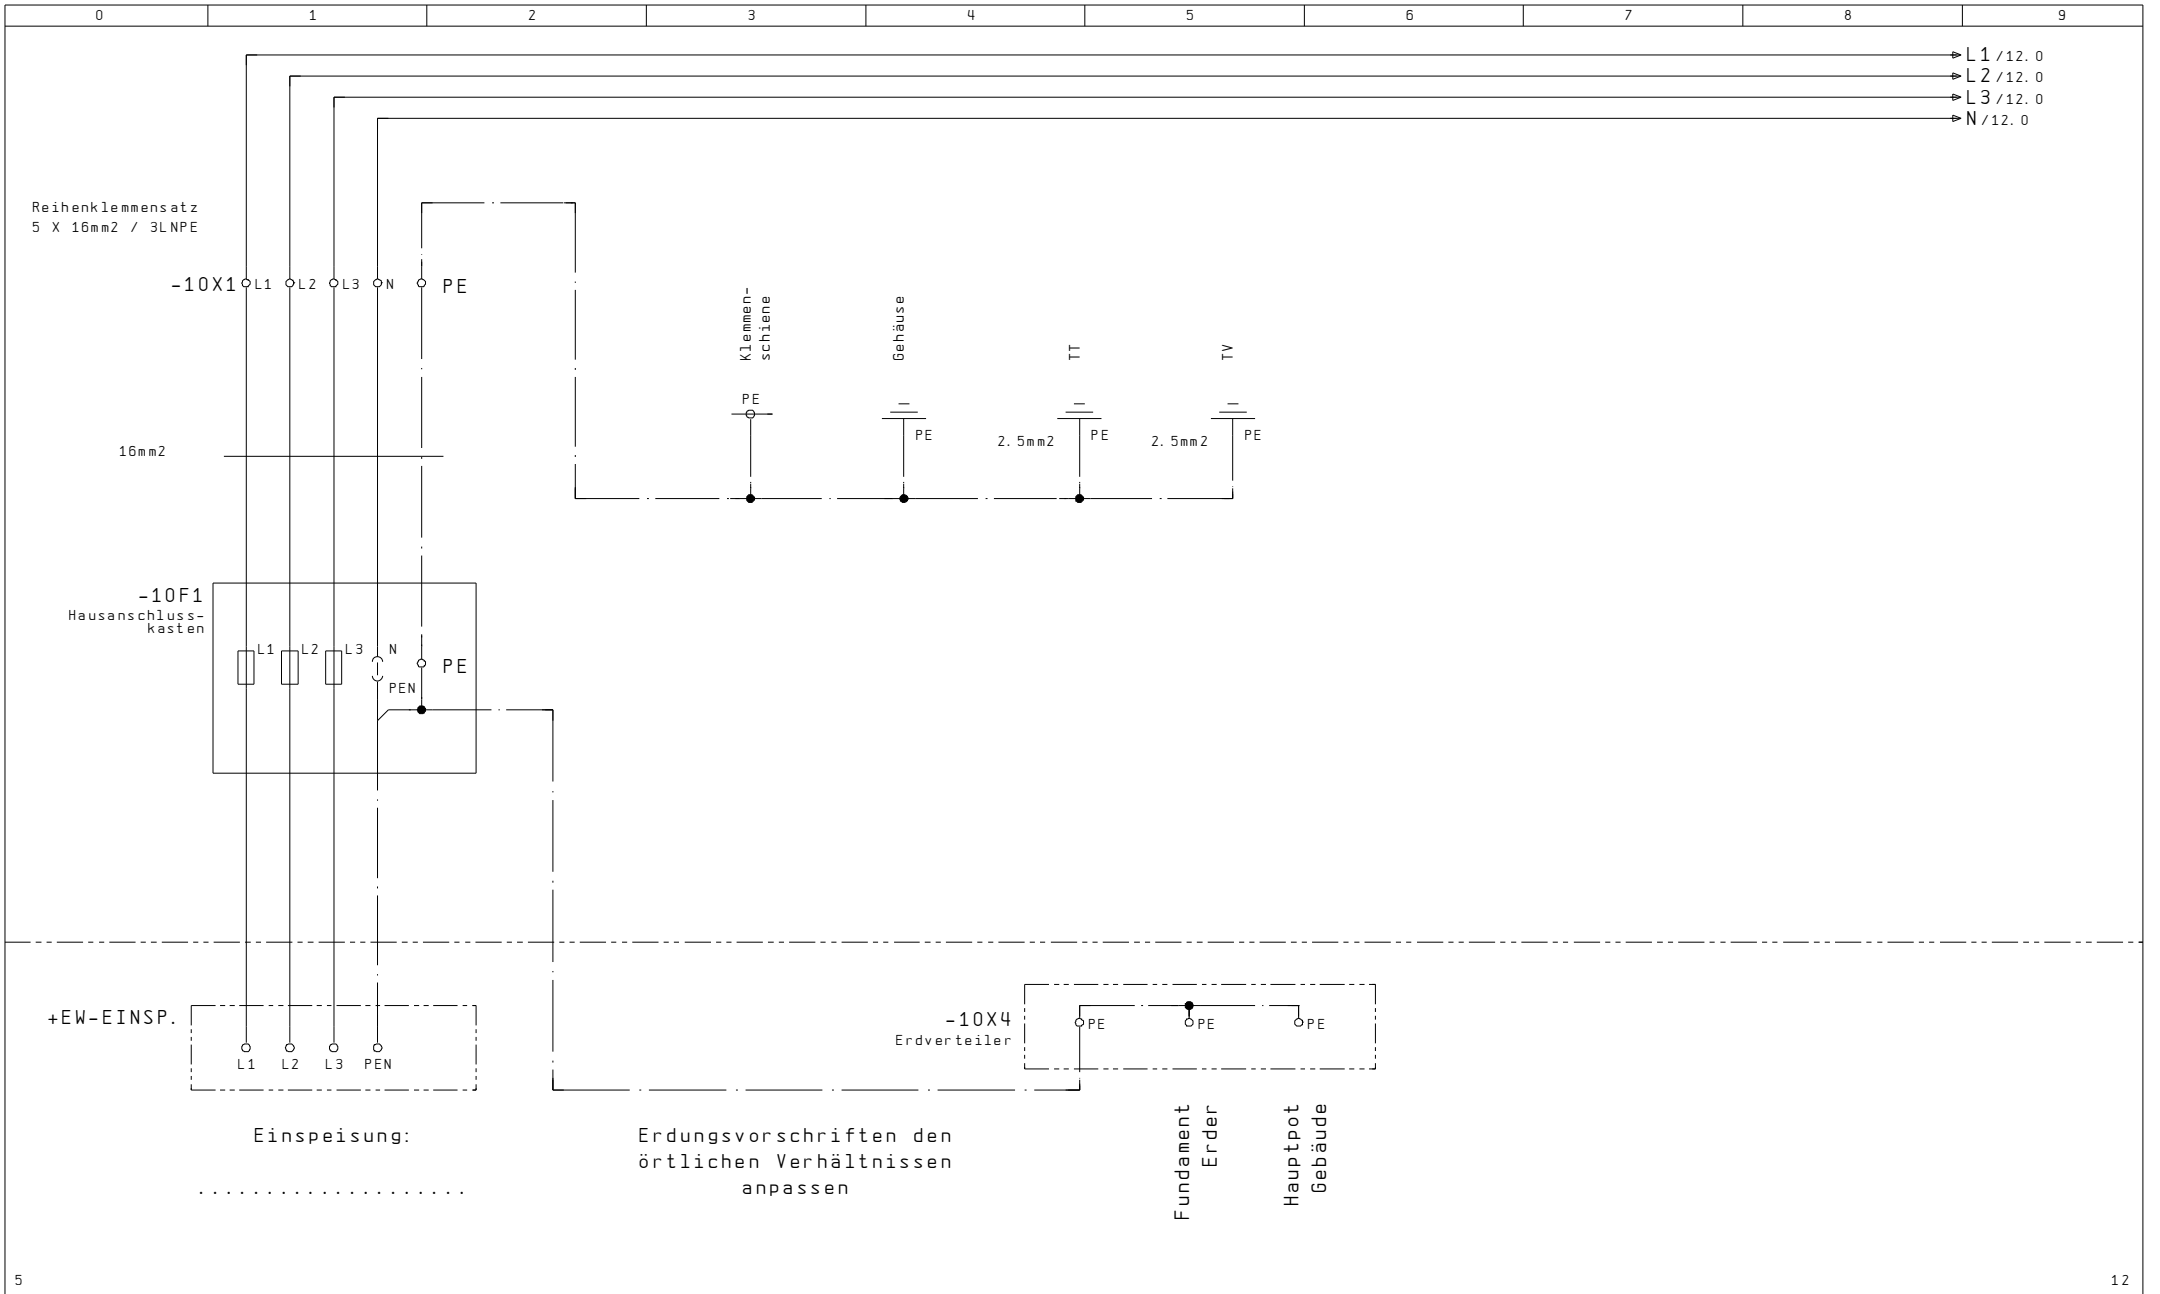 0 1 2 3 4 5 6 7 8 9
L1 /12.0
L2 /12.0
L3 /12.0
N /12.0
Reihenklemmensatz
5 X 16mm2 / 3LNPE
-10X1 L1 L2 L3 N PE
Klemmen-
schiene
Gehäuse
TT
TV
PE
PE
2.5mm2
PE
2.5mm2
PE
16mm2
-10F1
Hausanschluss-
kasten
L1 L2 L3 N
PE
PEN
+EW-EINSP.
L1 L2 L3 PEN
-10X4
Erdverteiler
PE PE PE
Einspeisung:
....................
Erdungsvorschriften den
örtlichen Verhältnissen
anpassen
Fundament
Erder
Hauptpot
Gebäude
5
12